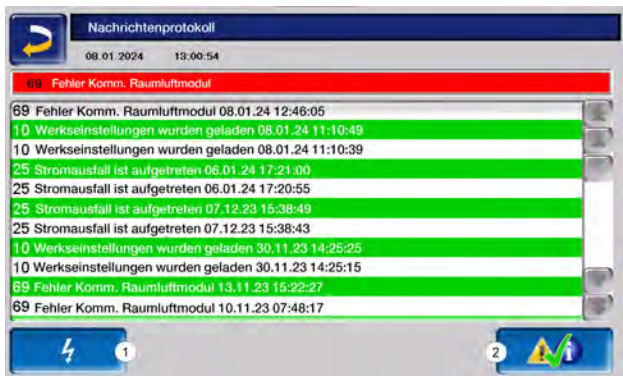 Nachrichtenprotokoll
08.01.2024 13:00:54
69 Fehler Komm. Raumluftmodul
69 Fehler Komm. Raumluftmodul 08.01.24 12:46:05
10 Werkseinstellungen wurden geladen 08.01.24 11:10:49
10 Werkseinstellungen wurden geladen 08.01.24 11:10:39
25 Stromausfall ist aufgetreten 06.01.24 17:21:00
25 Stromausfall ist aufgetreten 06.01.24 17:20:55
25 Stromausfall ist aufgetreten 07.12.23 15:38:49
25 Stromausfall ist aufgetreten 07.12.23 15:38:43
10 Werkseinstellungen wurden geladen 30.11.23 14:25:25
10 Werkseinstellungen wurden geladen 30.11.23 14:25:15
69 Fehler Komm. Raumluftmodul 13.11.23 15:22:27
69 Fehler Komm. Raumluftmodul 10.11.23 07:48:17
1 2